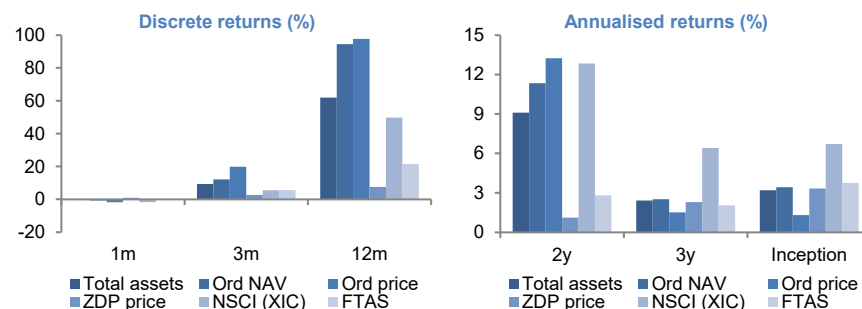 Discrete returns (%)
100
80
60
40
20
0
-20
1m 3m 12m
Total assets Ord NAV Ord price
ZDP price NSCI (XIC) FTAS
Annualised returns (%)
15
12
9
6
3
0
2y 3y Inception
Total assets Ord NAV Ord price
ZDP price NSCI (XIC) FTAS